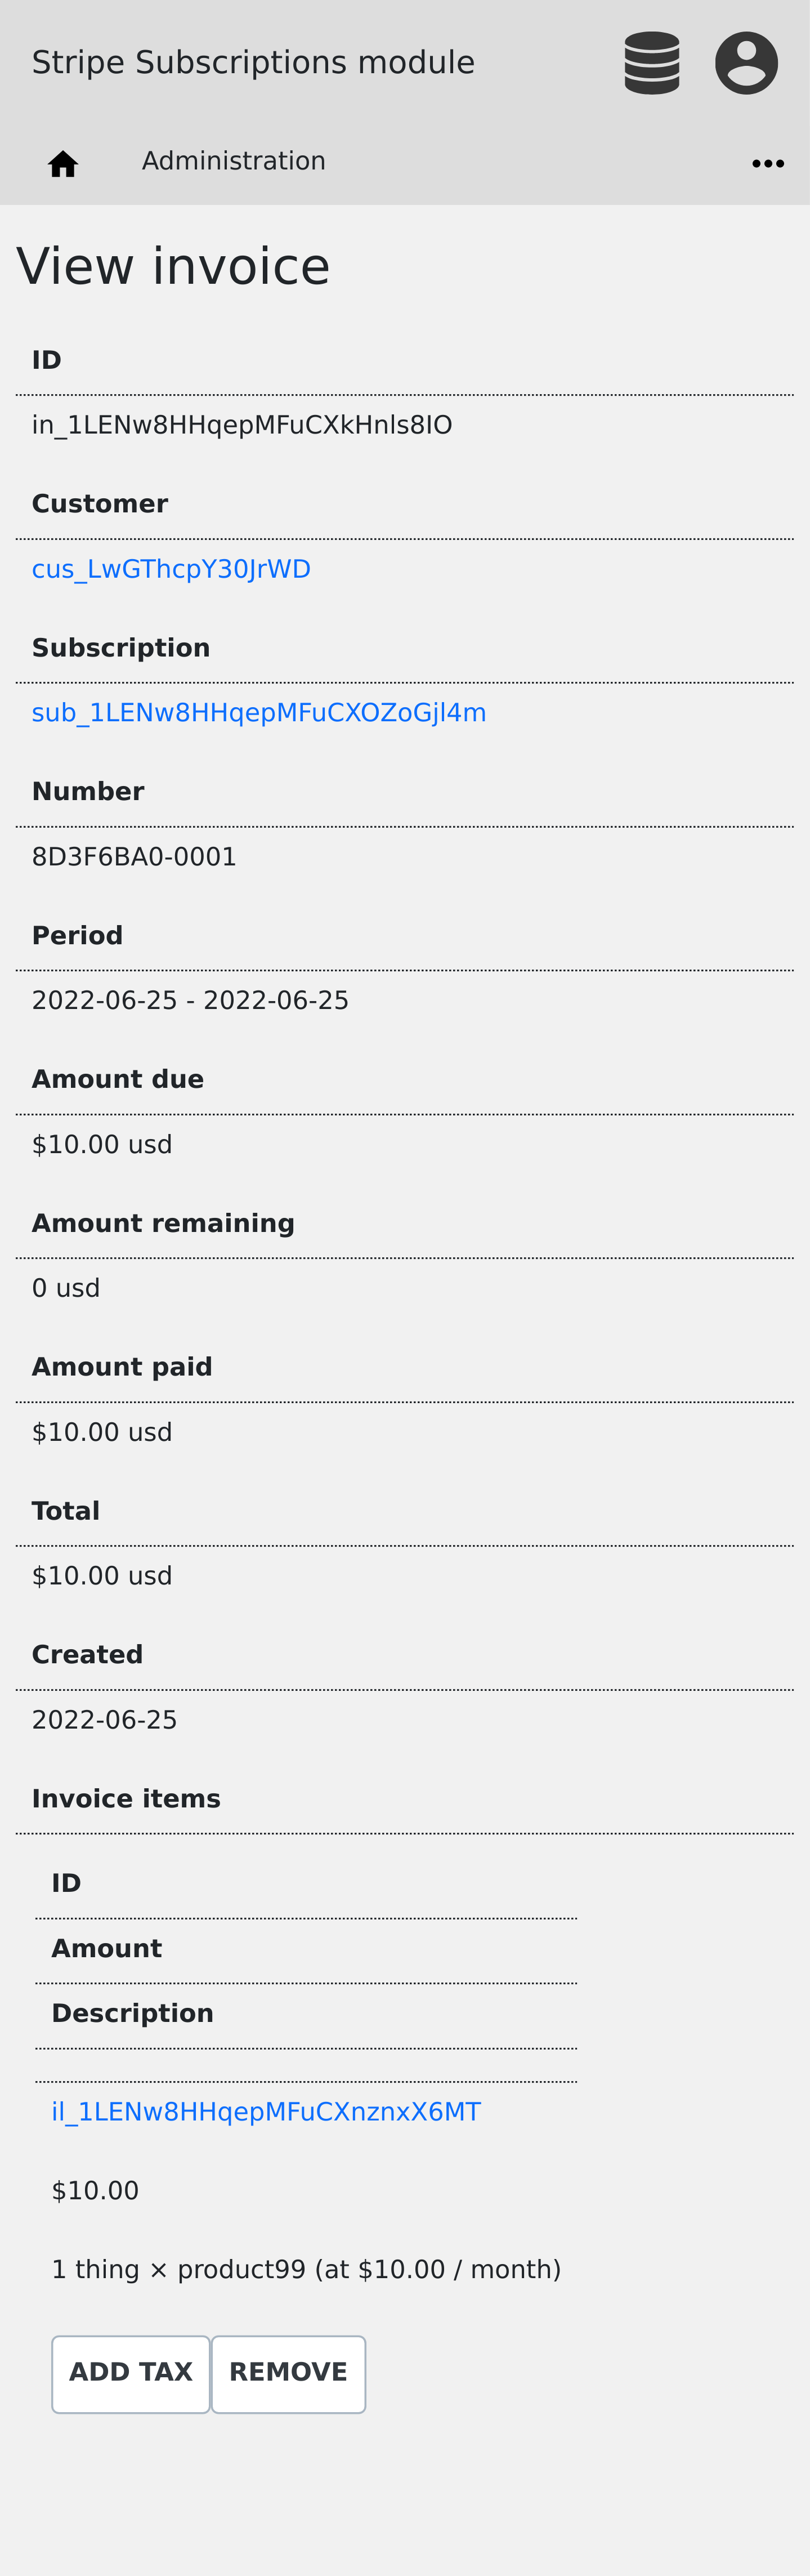 Stripe Subscriptions module
Administration
View invoice
ID
in_1LENw8HHqepMFuCXkHnls8IO
Customer
cus_LwGThcpY30JrWD
Subscription
sub_1LENw8HHqepMFuCXOZoGjl4m
Number
8D3F6BA0-0001
Period
2022-06-25 - 2022-06-25
Amount due
$10.00 usd
Amount remaining
0 usd
Amount paid
$10.00 usd
Total
$10.00 usd
Created
2022-06-25
Invoice items
ID
Amount
Description
il_1LENw8HHqepMFuCXnznxX6MT
$10.00
1 thing × product99 (at $10.00 / month)
ADD TAX REMOVE